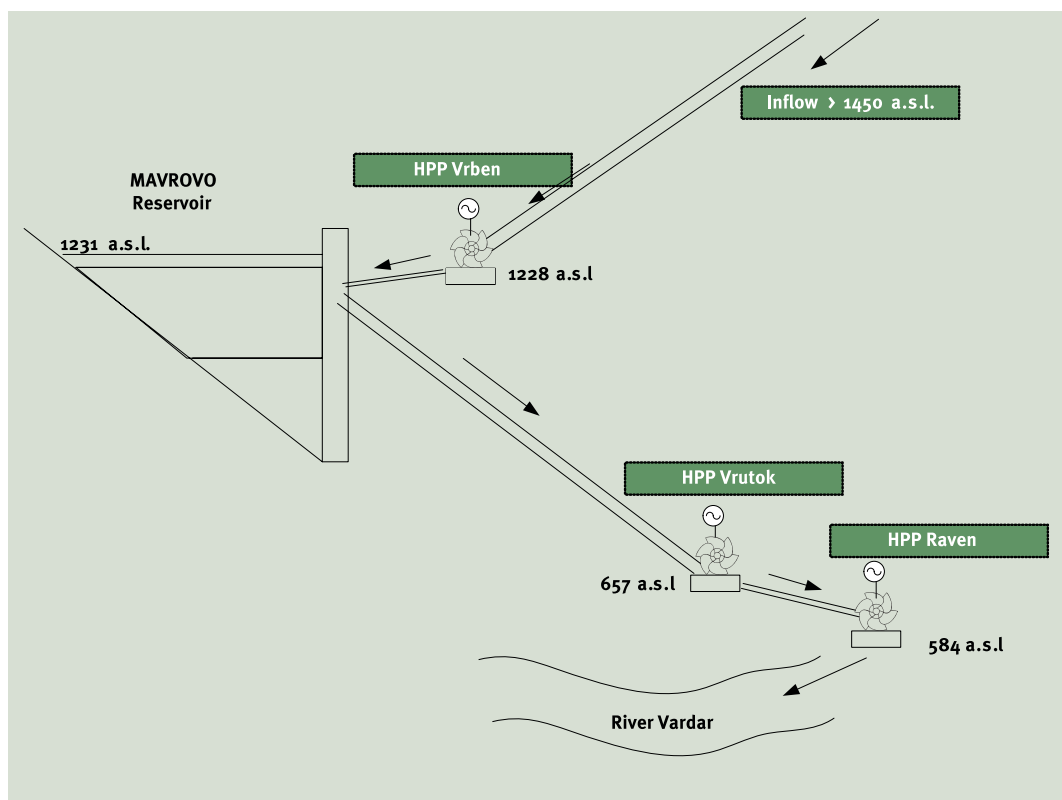 Inflow > 1450 a.s.l.
HPP Vrben
MAVROVO
Reservoir
1231 a.s.l.
1228 a.s.l
HPP Vrutok
HPP Raven
657 a.s.l
584 a.s.l
River Vardar